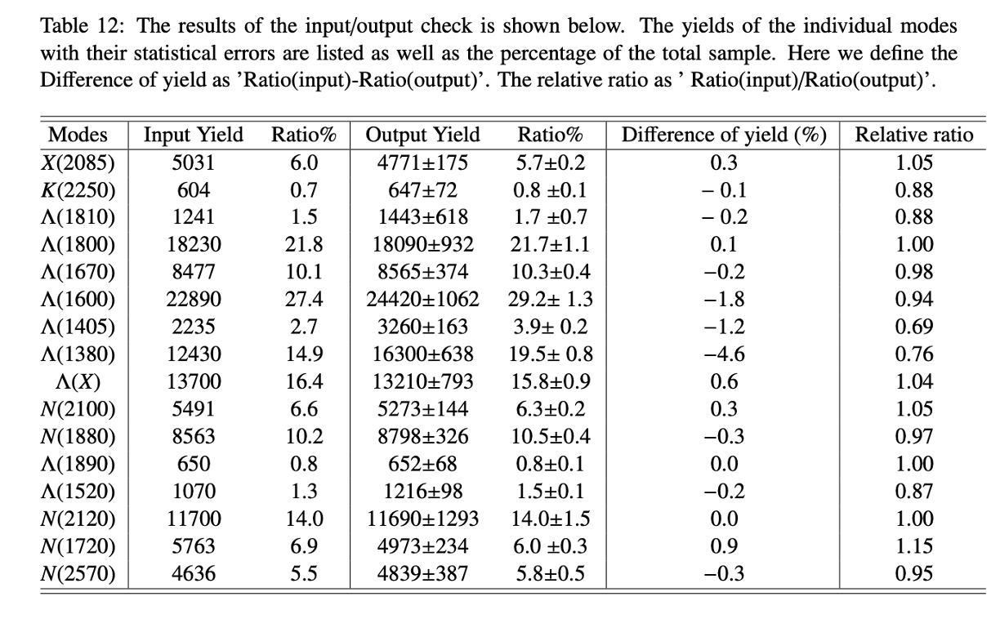 Table 12: The results of the input/output check is shown below. The yields of the individual modes
with their statistical errors are listed as well as the percentage of the total sample. Here we define the
Difference of yield as ’Ratio(input)-Ratio(output)’. The relative ratio as ’ Ratio(input)/Ratio(output)’.
Modes Input Yield Ratio% Output Yield Ratio% Difference of yield (%) Relative ratio
X(2085) 5031 6.0 4771±175 5.7±0.2 0.3 1.05
K(2250) 604 0.7 647±72 0.8 ±0.1 − 0.1 0.88
Λ(1810) 1241 1.5 1443±618 1.7 ±0.7 − 0.2 0.88
Λ(1800) 18230 21.8 18090±932 21.7±1.1 0.1 1.00
Λ(1670) 8477 10.1 8565±374 10.3±0.4 −0.2 0.98
Λ(1600) 22890 27.4 24420±1062 29.2± 1.3 −1.8 0.94
Λ(1405) 2235 2.7 3260±163 3.9± 0.2 −1.2 0.69
Λ(1380) 12430 14.9 16300±638 19.5± 0.8 −4.6 0.76
Λ(X) 13700 16.4 13210±793 15.8±0.9 0.6 1.04
N(2100) 5491 6.6 5273±144 6.3±0.2 0.3 1.05
N(1880) 8563 10.2 8798±326 10.5±0.4 −0.3 0.97
Λ(1890) 650 0.8 652±68 0.8±0.1 0.0 1.00
Λ(1520) 1070 1.3 1216±98 1.5±0.1 −0.2 0.87
N(2120) 11700 14.0 11690±1293 14.0±1.5 0.0 1.00
N(1720) 5763 6.9 4973±234 6.0 ±0.3 0.9 1.15
N(2570) 4636 5.5 4839±387 5.8±0.5 −0.3 0.95